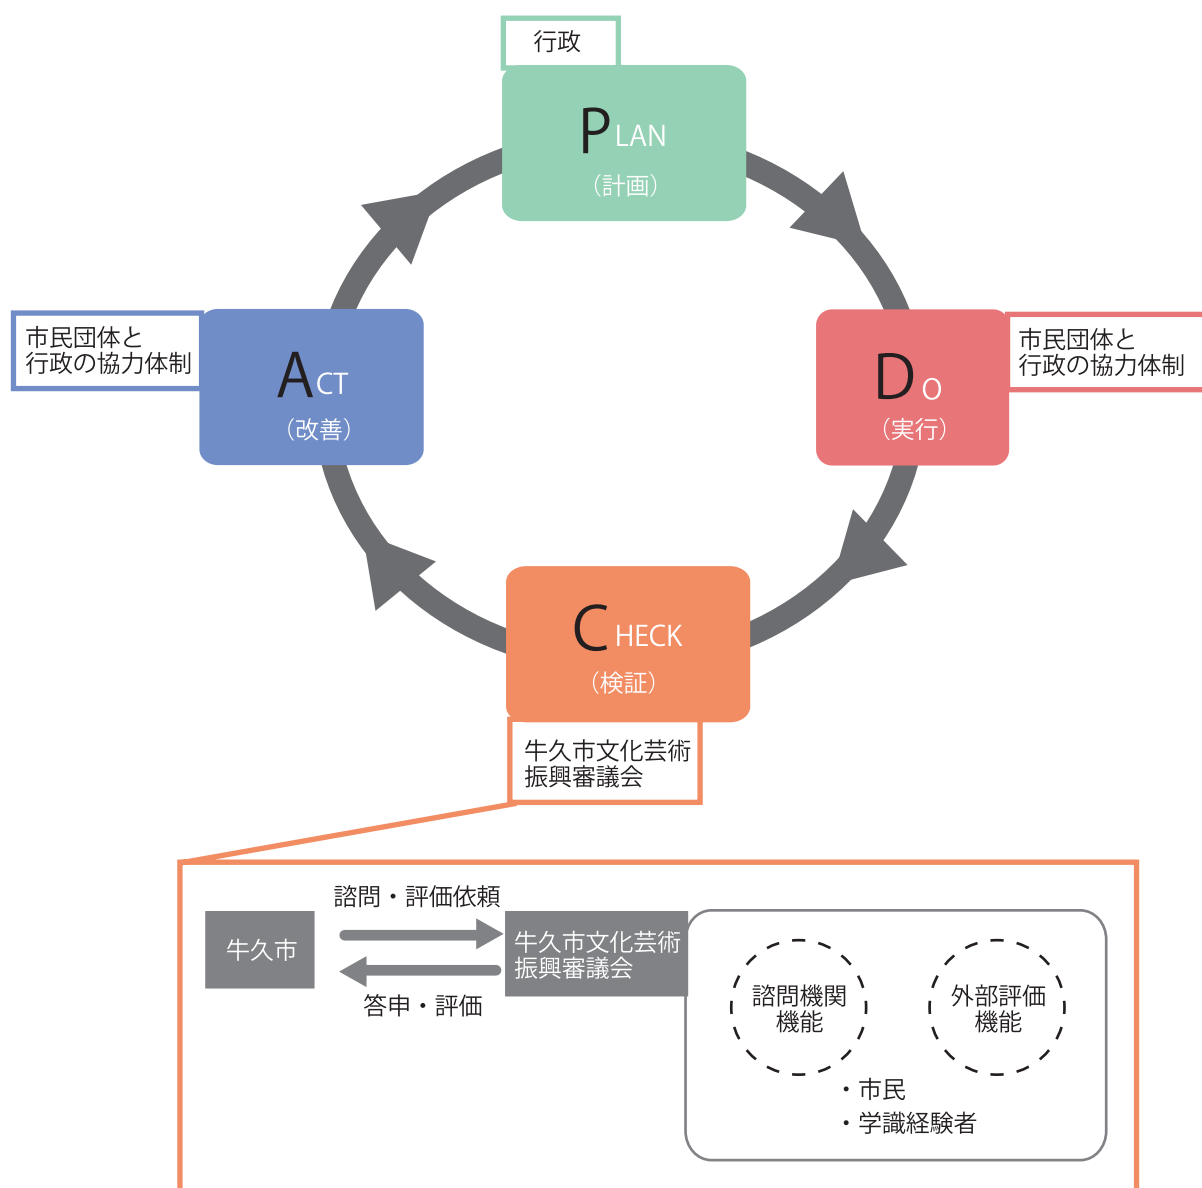 行政
PLAN
（計画）
市民団体と
行政の協力体制
ACT
（改善）
DO
（実行）
市民団体と
行政の協力体制
CHECK
（検証）
牛久市文化芸術
振興審議会
諮問・評価依頼
牛久市
牛久市文化芸術
振興審議会
答申・評価
諮問機関
機能
外部評価
機能
・市民
・学識経験者